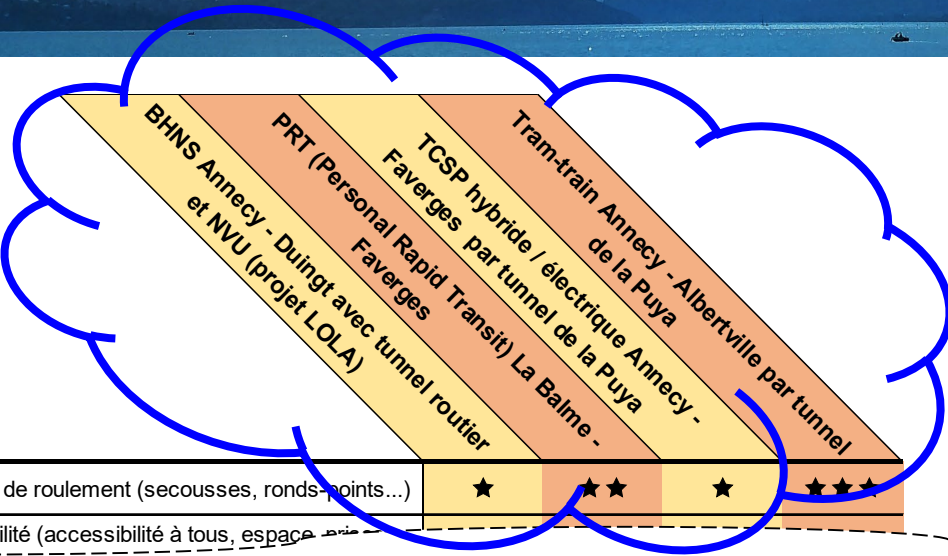 BHNS Annecy - Duingt avec tunnel routier
et NVU (projet LOLA)
PRT (Personal Rapid Transit) La Balme -
Faverges
TCSP hybride / électrique Annecy -
Faverges par tunnel de la Puya
Tram-train Annecy - Albertville par tunnel
de la Puya
de roulement (secousses, ronds-points...) ★ ★★ ★ ★★★
ilité (accessibilité à tous, espace